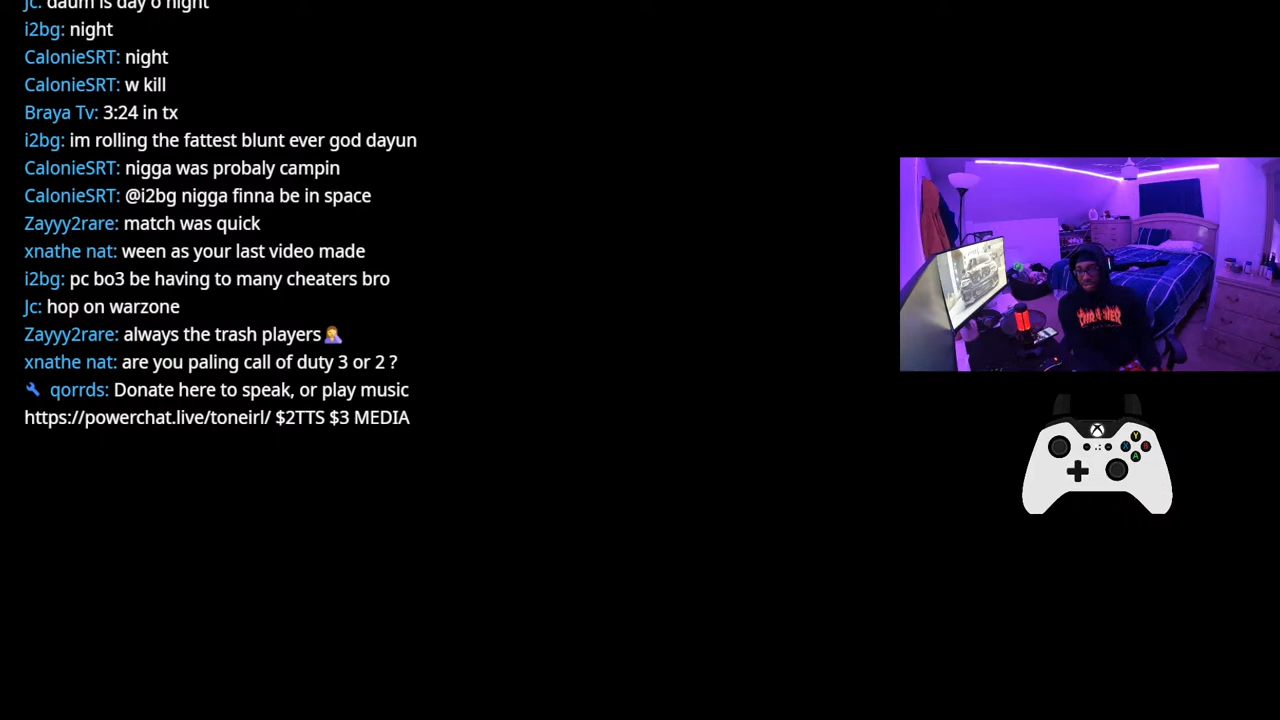 Jc: daum is day o night
i2bg: night
CalonieSRT: night
CalonieSRT: w kill
Braya Tv: 3:24 in tx
i2bg: im rolling the fattest blunt ever god dayun
CalonieSRT: nigga was probaly campin
CalonieSRT: @i2bg nigga finna be in space
Zayyy2rare: match was quick
xnathe nat: ween as your last video made
i2bg: pc bo3 be having to many cheaters bro
Jc: hop on warzone
Zayyy2rare: always the trash players🤦‍♀️
xnathe nat: are you paling call of duty 3 or 2 ?
qorrds: Donate here to speak, or play music
https://powerchat.live/toneirl/ $2TTS $3 MEDIA
THRASHER
Y
X
B
A